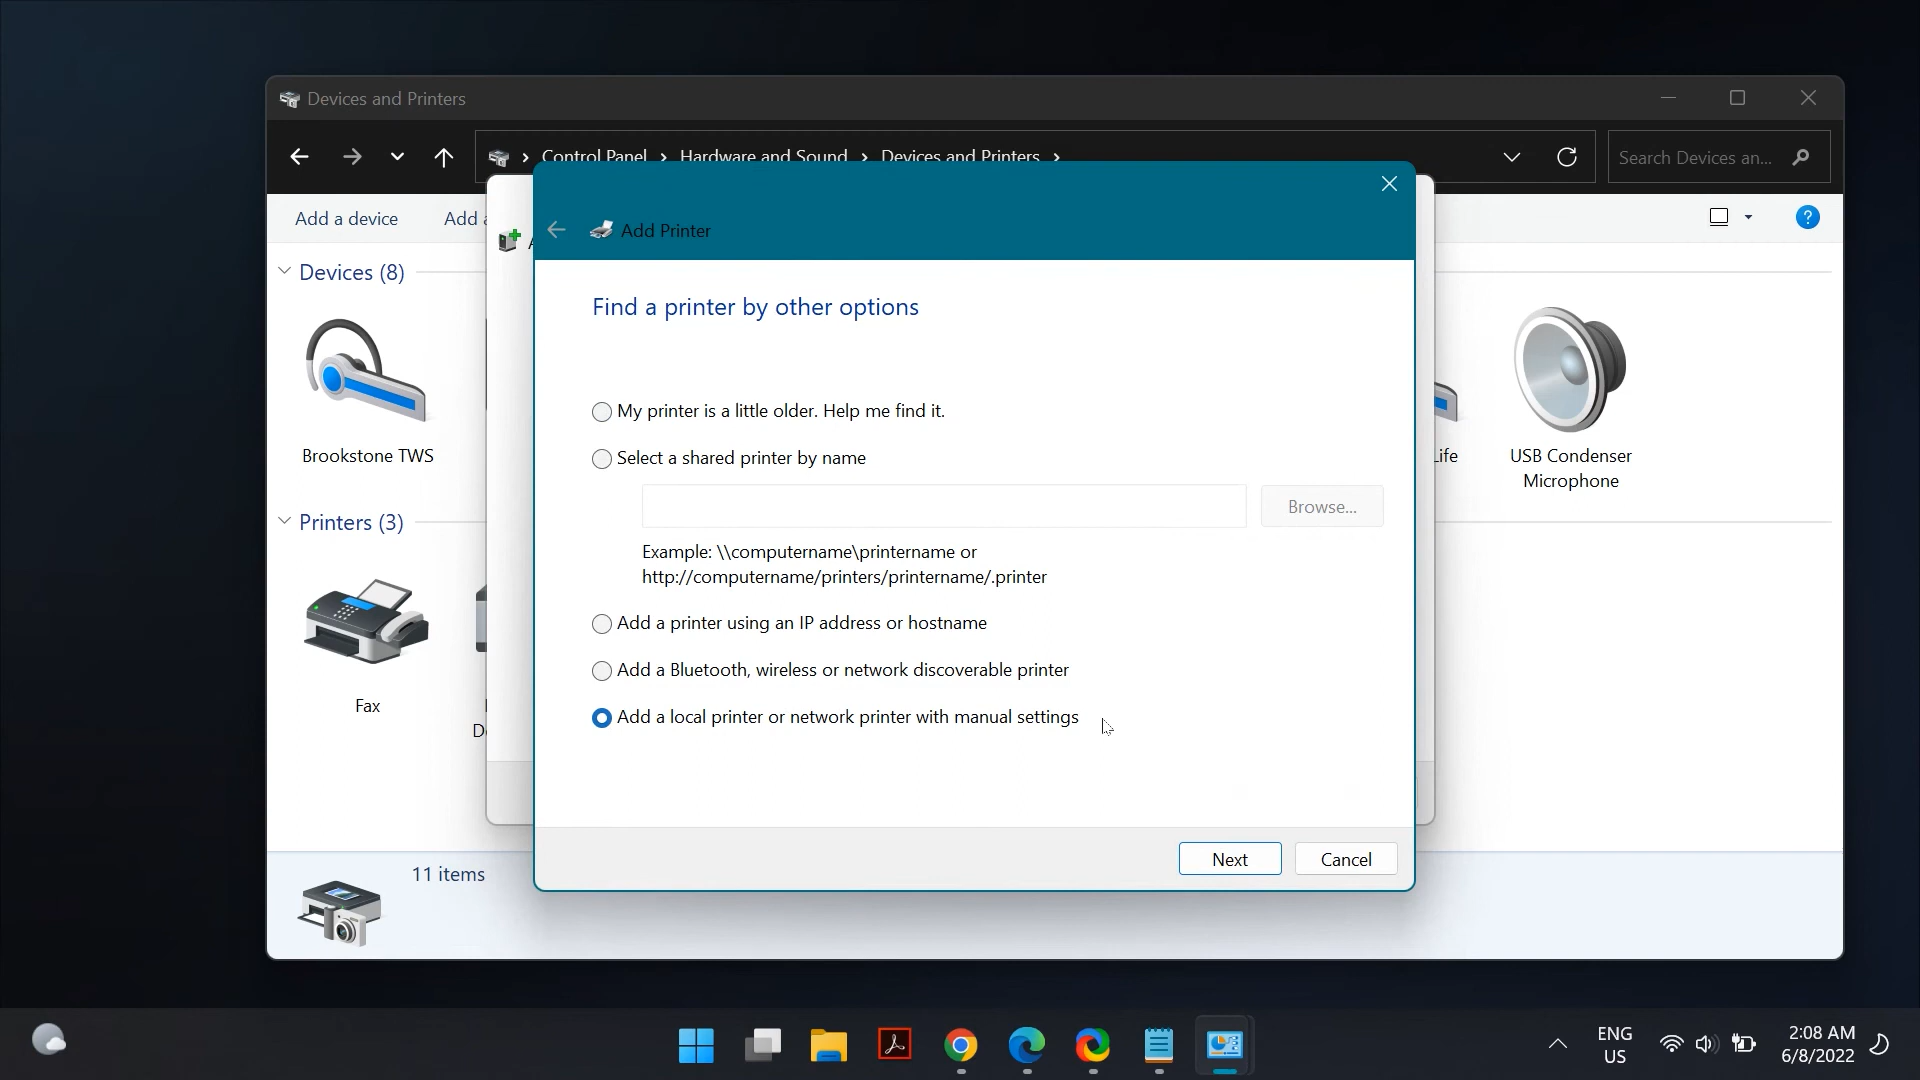 Devices and Printers
Control Panel > Hardware and Sound > Devices and Printers >
Search Devices an...
Add a device
Add a
Add Printer
Find a printer by other options
My printer is a little older. Help me find it.
Select a shared printer by name
Browse...
Example: \\computername\printername or
http://computername/printers/printername/.printer
Add a printer using an IP address or hostname
Add a Bluetooth, wireless or network discoverable printer
Add a local printer or network printer with manual settings
Next
Cancel
Devices (8)
Brookstone TWS
Life
USB Condenser
Microphone
Printers (3)
Fax
11 items
ENG
US
2:08 AM
6/8/2022